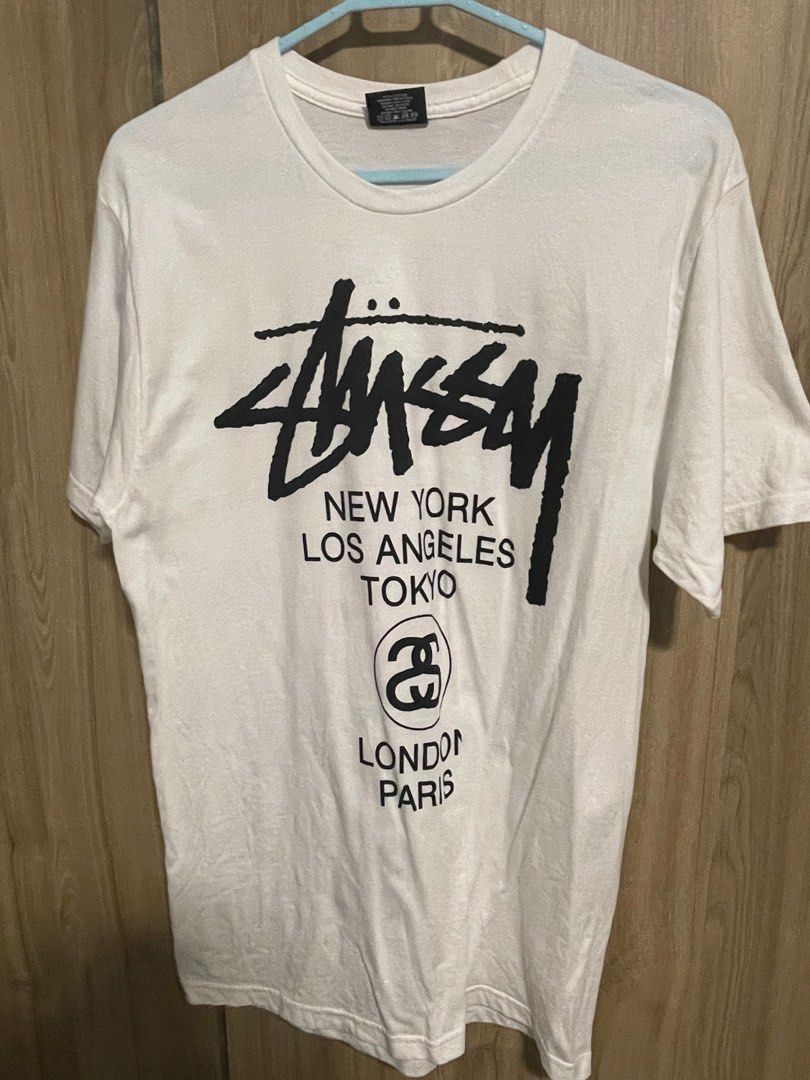 stüssy
NEW YORK
LOS ANGELES
TOKYO
LONDON
PARIS